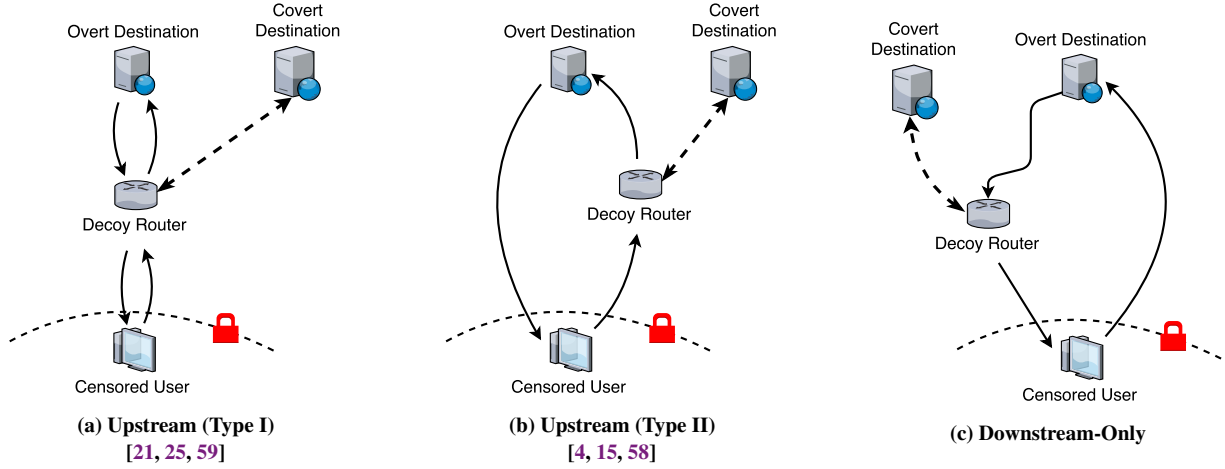 Overt Destination
Covert
Destination
Decoy Router
Censored User
(a) Upstream (Type I)
[21, 25, 59]
Overt Destination
Covert
Destination
Decoy Router
Censored User
(b) Upstream (Type II)
[4, 15, 58]
Covert
Destination
Overt Destination
Decoy Router
Censored User
(c) Downstream-Only